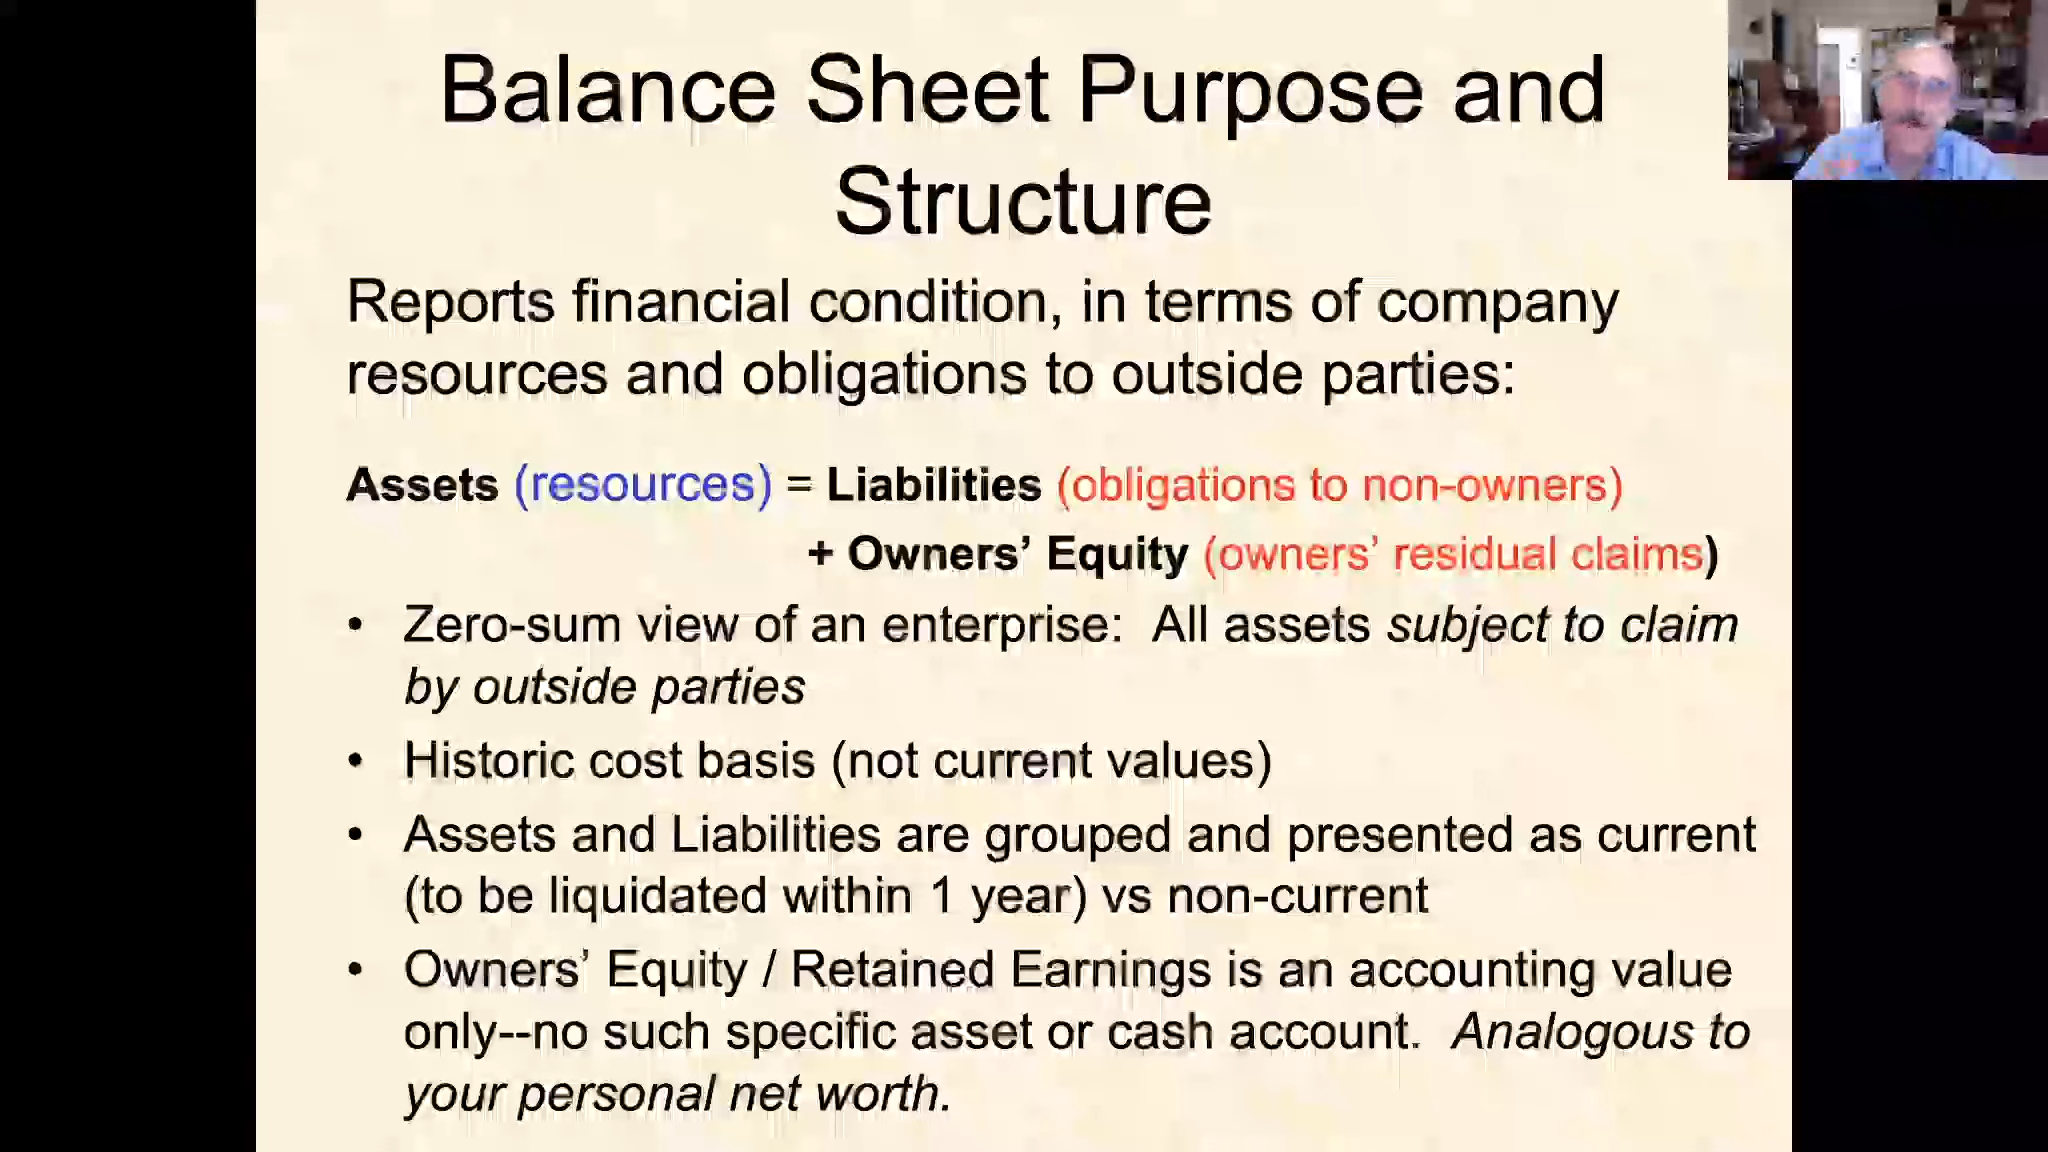 Balance Sheet Purpose and
Structure
Reports financial condition, in terms of company
resources and obligations to outside parties:
Assets (resources) = Liabilities (obligations to non-owners)
+ Owners’ Equity (owners’ residual claims)
• Zero-sum view of an enterprise:  All assets subject to claim
by outside parties
• Historic cost basis (not current values)
• Assets and Liabilities are grouped and presented as current
(to be liquidated within 1 year) vs non-current
• Owners’ Equity / Retained Earnings is an accounting value
only--no such specific asset or cash account.  Analogous to
your personal net worth.